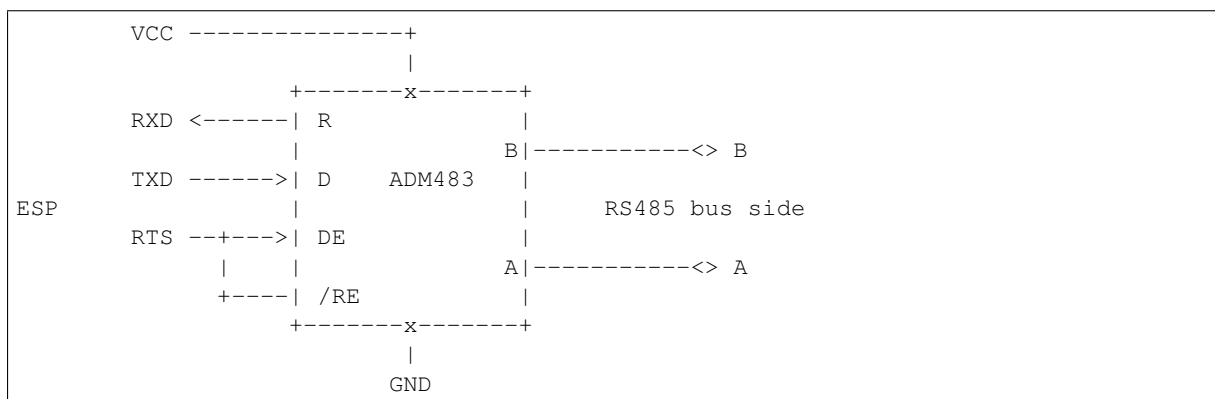 VCC ---------------+
                           |
                   +-------x-------+
        RXD <------| R             |
                   |              B|-----------<> B
        TXD ------>| D    ADM483   |
ESP                |               |     RS485 bus side
        RTS --+--->| DE            |
              |    |              A|-----------<> A
              +----| /RE           |
                   +-------x-------+
                           |
                          GND